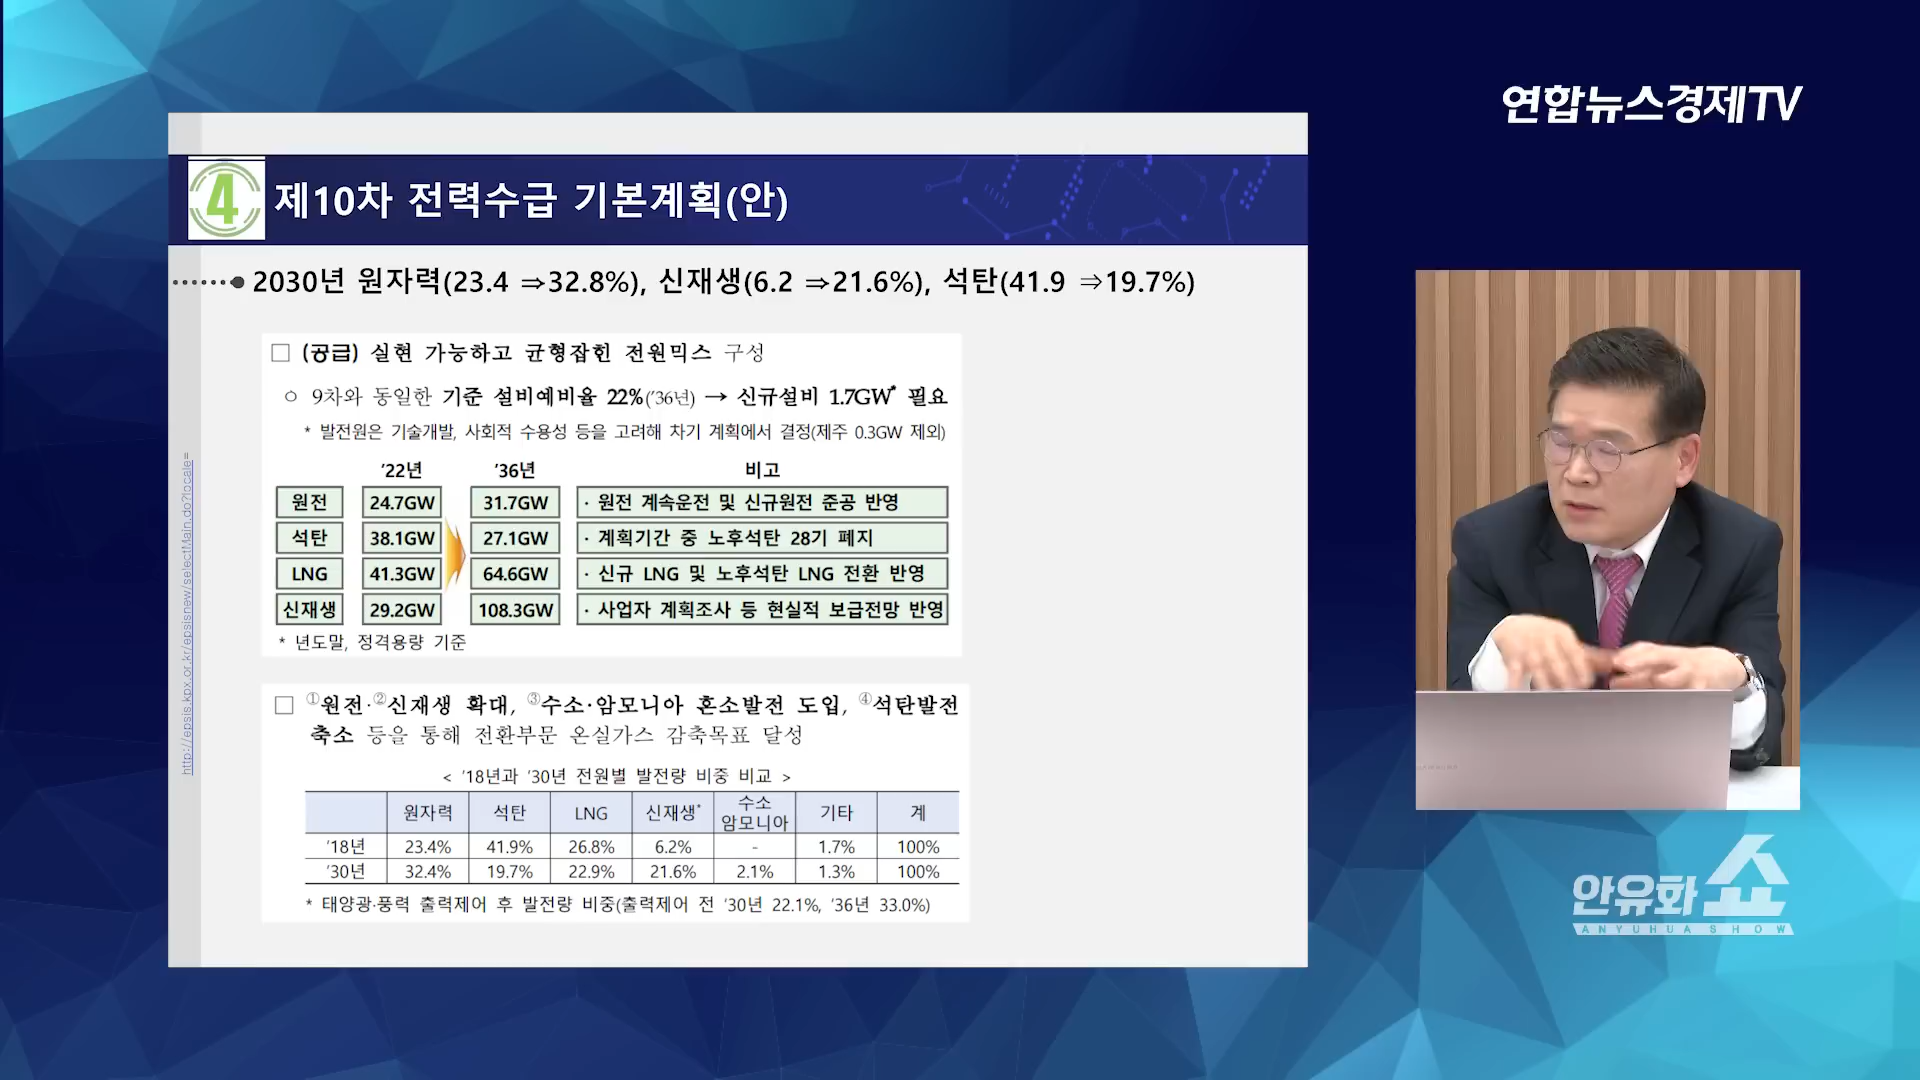 연합뉴스경제TV
4 제10차 전력수급 기본계획(안)
2030년 원자력(23.4 ⇒32.8%), 신재생(6.2 ⇒21.6%), 석탄(41.9 ⇒19.7%)
□ (공급) 실현 가능하고 균형잡힌 전원믹스 구성
○ 9차와 동일한 기준 설비예비율 22%('36년) → 신규설비 1.7GW* 필요
* 발전원은 기술개발, 사회적 수용성 등을 고려해 차기 계획에서 결정(제주 0.3GW 제외)
'22년 '36년 비고
원전 24.7GW 31.7GW · 원전 계속운전 및 신규원전 준공 반영
석탄 38.1GW 27.1GW · 계획기간 중 노후석탄 28기 폐지
LNG 41.3GW 64.6GW · 신규 LNG 및 노후석탄 LNG 전환 반영
신재생 29.2GW 108.3GW · 사업자 계획조사 등 현실적 보급전망 반영
* 년도말, 정격용량 기준
□ ①원전·②신재생 확대, ③수소·암모니아 혼소발전 도입, ④석탄발전
축소 등을 통해 전환부문 온실가스 감축목표 달성
< '18년과 '30년 전원별 발전량 비중 비교 >
원자력 석탄 LNG 신재생* 수소 암모니아 기타 계
'18년 23.4% 41.9% 26.8% 6.2% - 1.7% 100%
'30년 32.4% 19.7% 22.9% 21.6% 2.1% 1.3% 100%
* 태양광·풍력 출력제어 후 발전량 비중(출력제어 전 '30년 22.1%, '36년 33.0%)
http://epsis.kpx.or.kr/epsisnew/selectMain.do?locale=
안유화쇼
ANYUHUA SHOW